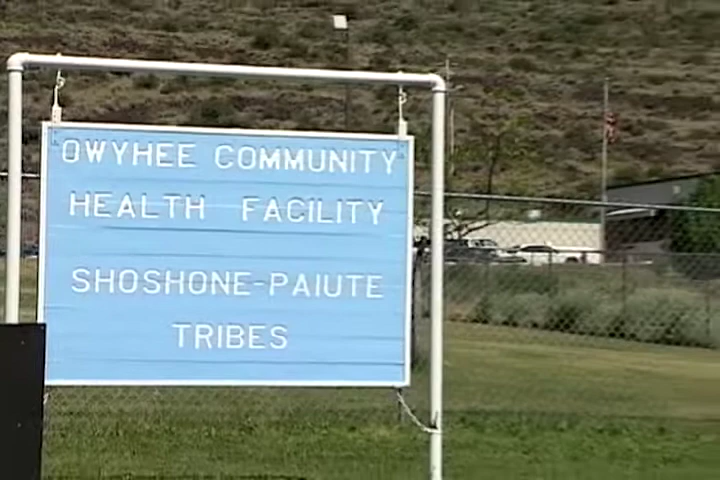 OWYHEE COMMUNITY
HEALTH FACILITY
SHOSHONE-PAIUTE
TRIBES